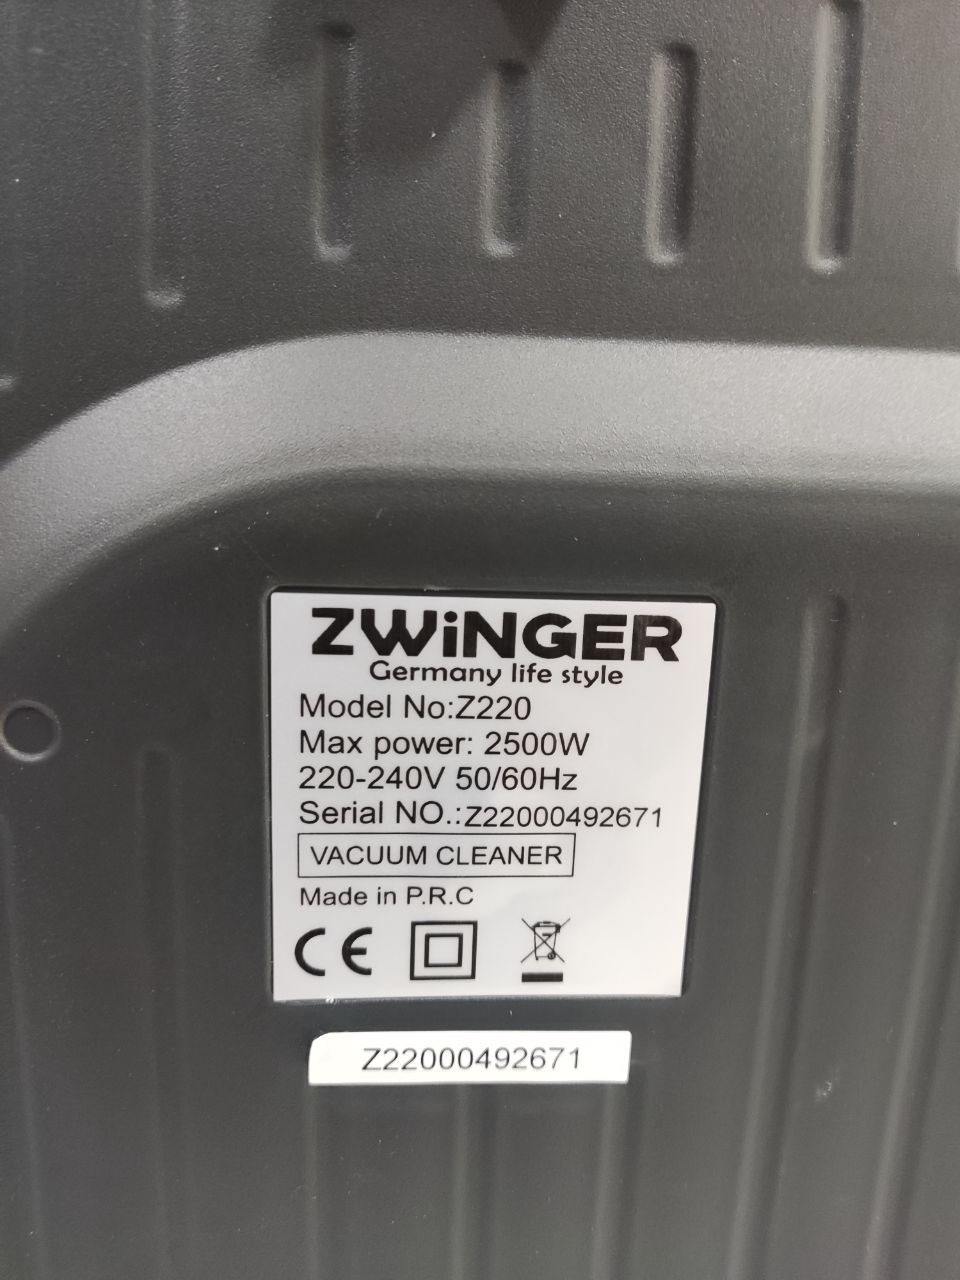 ZWiNGER
Germany life style
Model No:Z220
Max power: 2500W
220-240V 50/60Hz
Serial NO.:Z22000492671
VACUUM CLEANER
Made in P.R.C
CE
Z22000492671